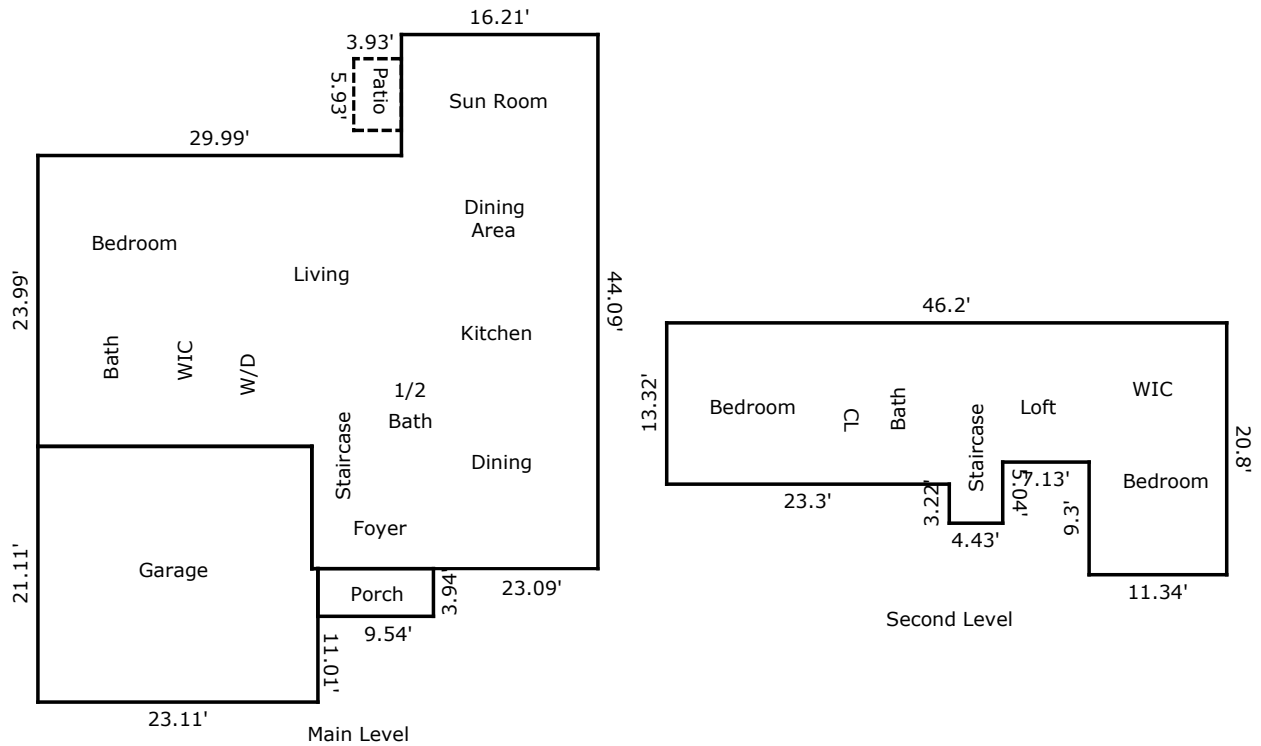 16.21'
3.93'
Patio
5.93'
Sun Room
29.99'
Dining
Area
Bedroom
Living
23.99'
44.09'
Kitchen
Bath
WIC
W/D
1/2
Bath
Staircase
Dining
Foyer
Garage
21.11'
Porch
3.94'
23.09'
9.54'
11.01'
23.11'
Main Level
46.2'
13.32'
Bedroom
CL
Bath
Staircase
Loft
WIC
20.8'
Bedroom
23.3'
3.22'
5.04'
7.13'
9.3'
4.43'
11.34'
Second Level